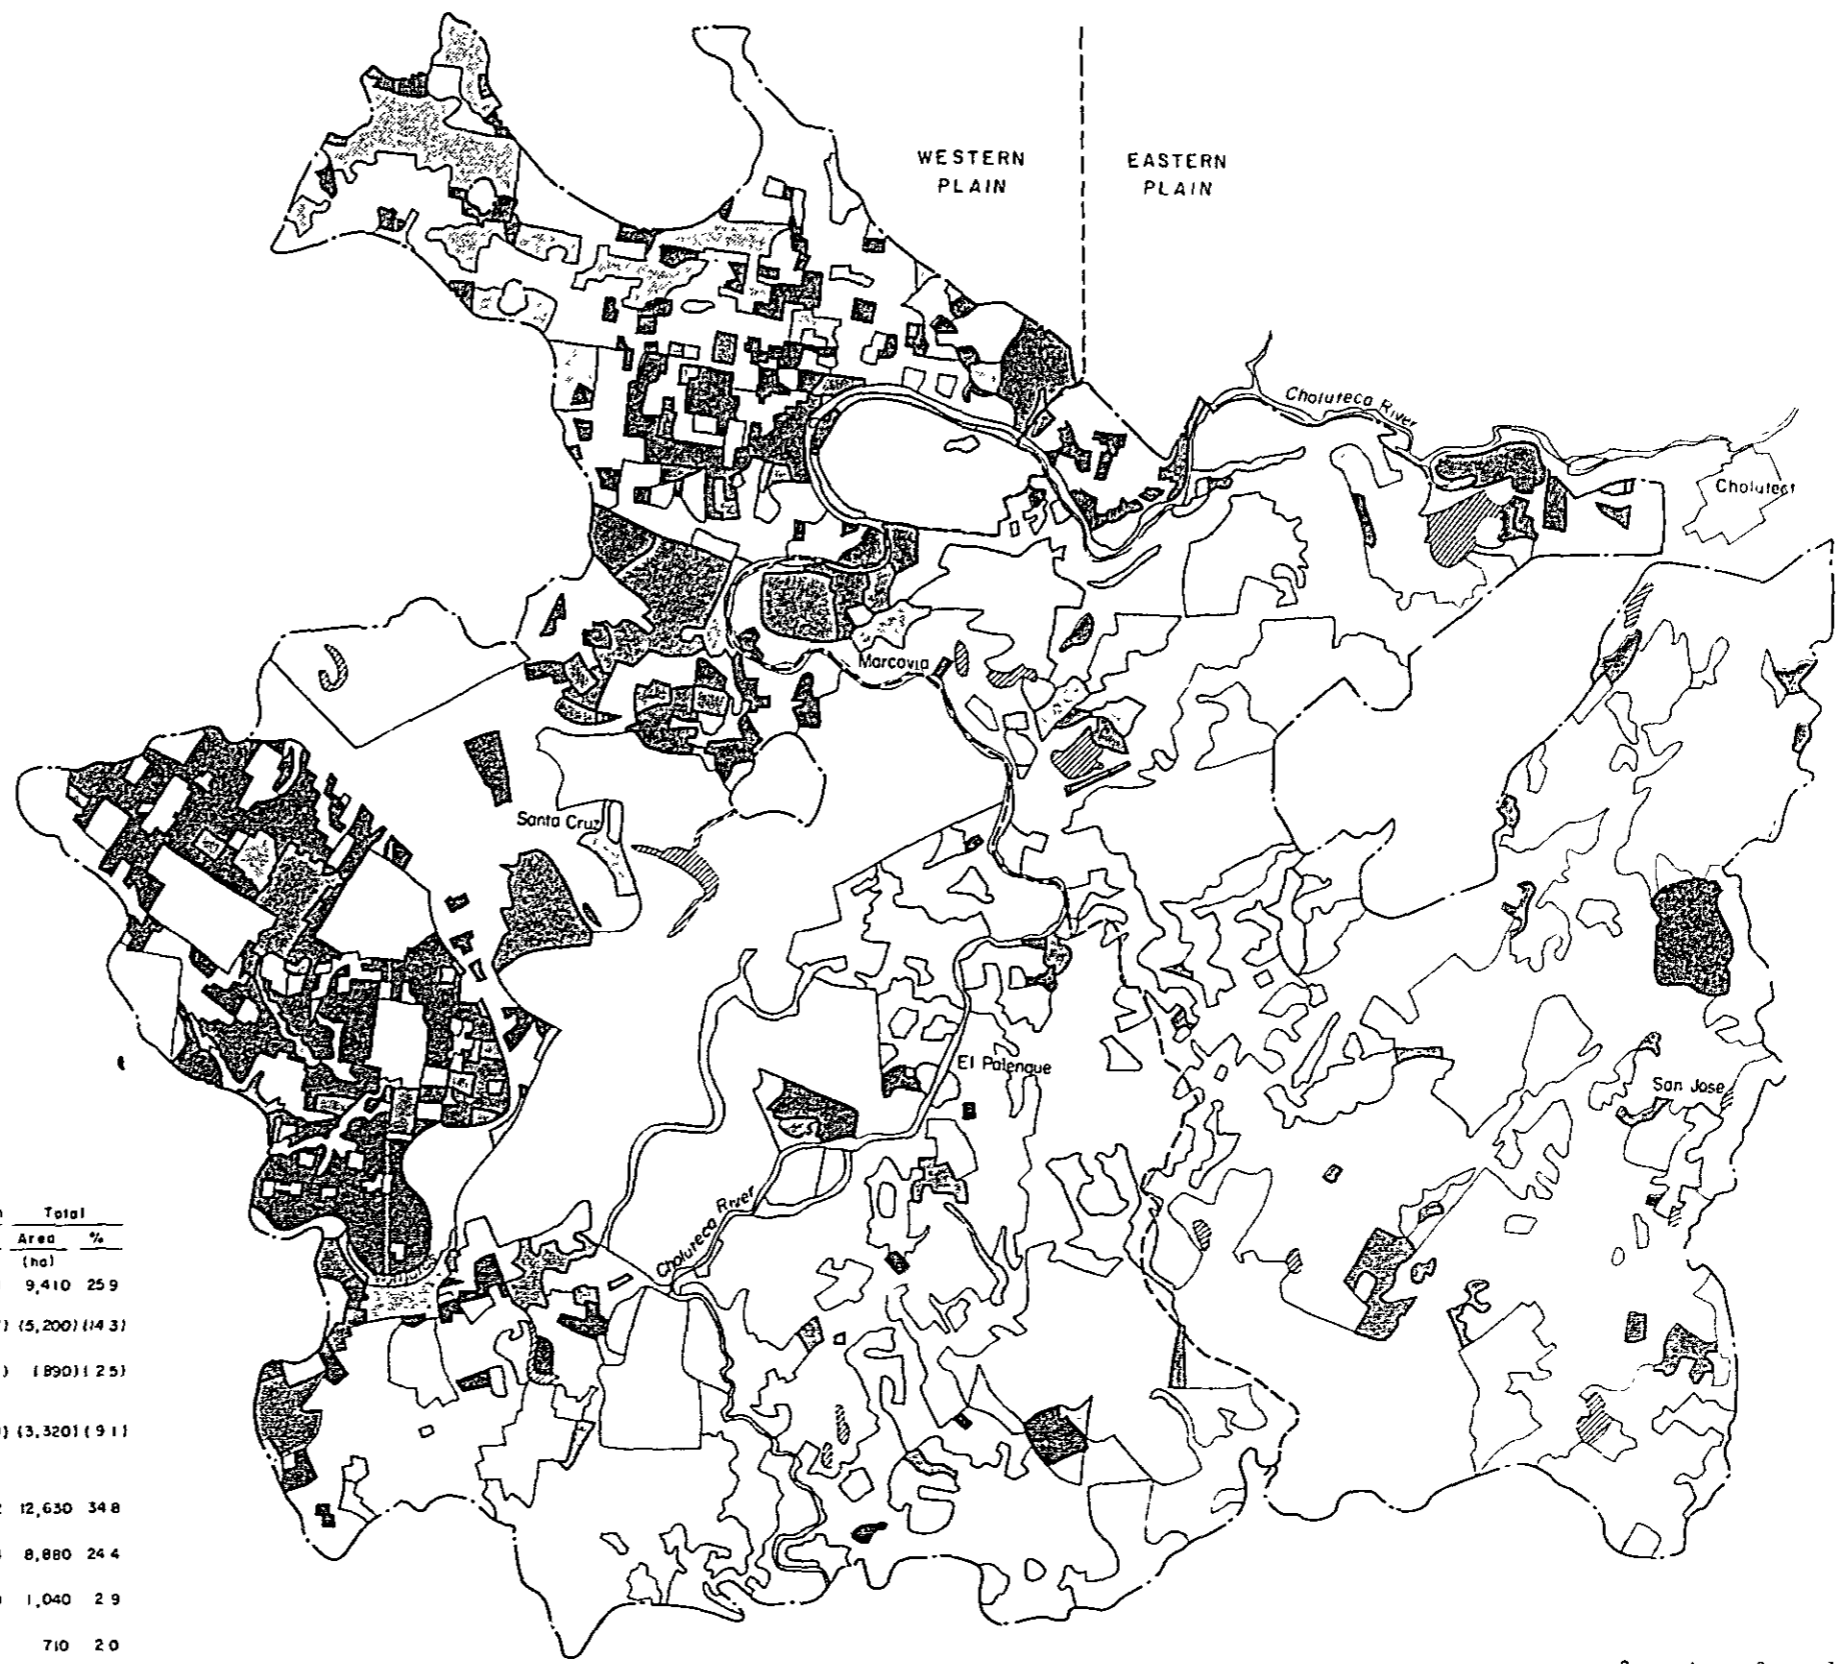 WESTERN
PLAIN
EASTERN
PLAIN
Choluteca River
Cholutect
Marcovia
Santa Cruz
El Palenque
San Jose
Choluteca River
Total
Area %
(ha)
9,410 25 9
(5,200) (14 3)
(890) ( 2 5)
(3,320) ( 9 1)
12,630 34 8
8,880 24 4
1,040 2 9
710 2 0